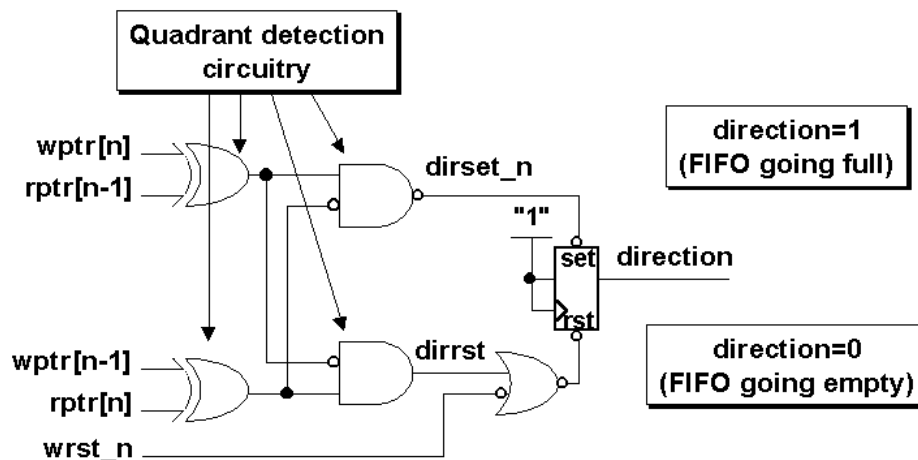 Quadrant detection
circuitry
wptr[n]
rptr[n-1]
dirset_n
"1"
direction=1
(FIFO going full)
set
direction
rst
wptr[n-1]
rptr[n]
dirrst
wrst_n
direction=0
(FIFO going empty)